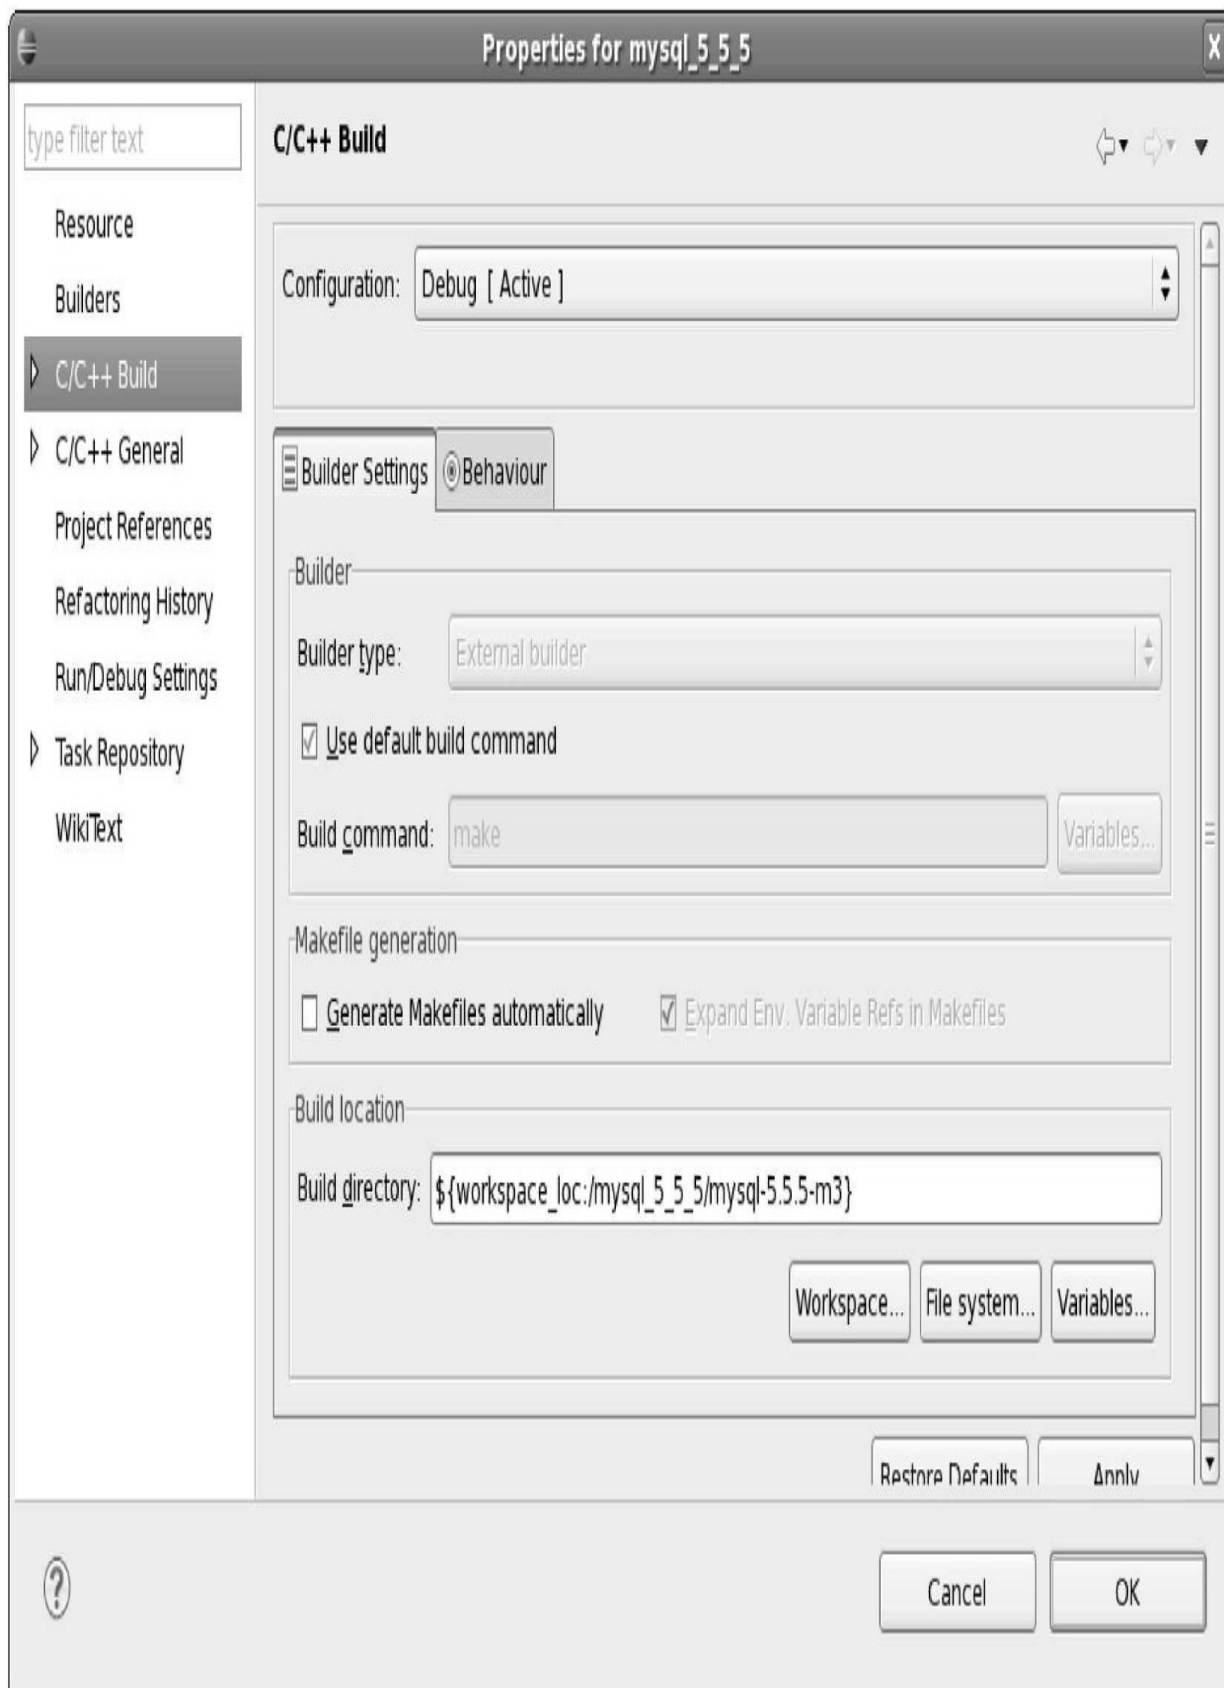 Properties for mysql_5_5_5
X
type filter text
C/C++ Build
Resource
Builders
C/C++ Build
C/C++ General
Project References
Refactoring History
Run/Debug Settings
Task Repository
WikiText
Configuration: Debug [ Active ]
Builder Settings Behaviour
Builder
Builder type: External builder
Use default build command
Build command: make Variables...
Makefile generation
Generate Makefiles automatically Expand Env. Variable Refs in Makefiles
Build location
Build directory: ${workspace_loc:/mysql_5_5_5/mysql-5.5.5-m3}
Workspace... File system... Variables...
Restore Defaults Apply
? Cancel OK